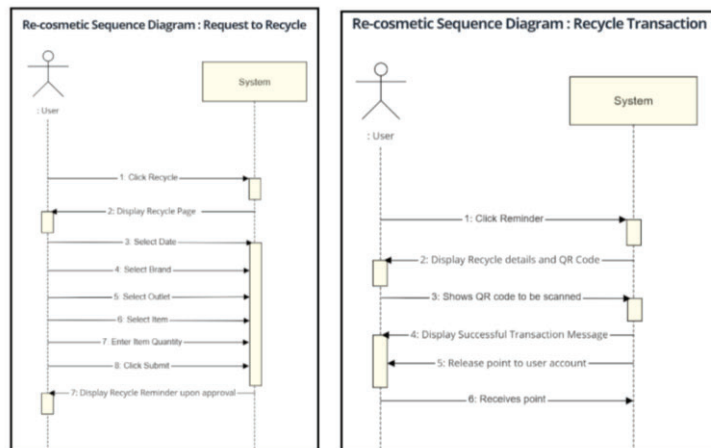 Re-cosmetic Sequence Diagram : Request to Recycle
System
: User
1: Click Recycle
2: Display Recycle Page
3: Select Date
4: Select Brand
5: Select Outlet
6: Select Item
7: Enter Item Quantity
8: Click Submit
7: Display Recycle Reminder upon approval
Re-cosmetic Sequence Diagram : Recycle Transaction
System
: User
1: Click Reminder
2: Display Recycle details and QR Code
3: Shows QR code to be scanned
4: Display Successful Transaction Message
5: Release point to user account
6: Receives point